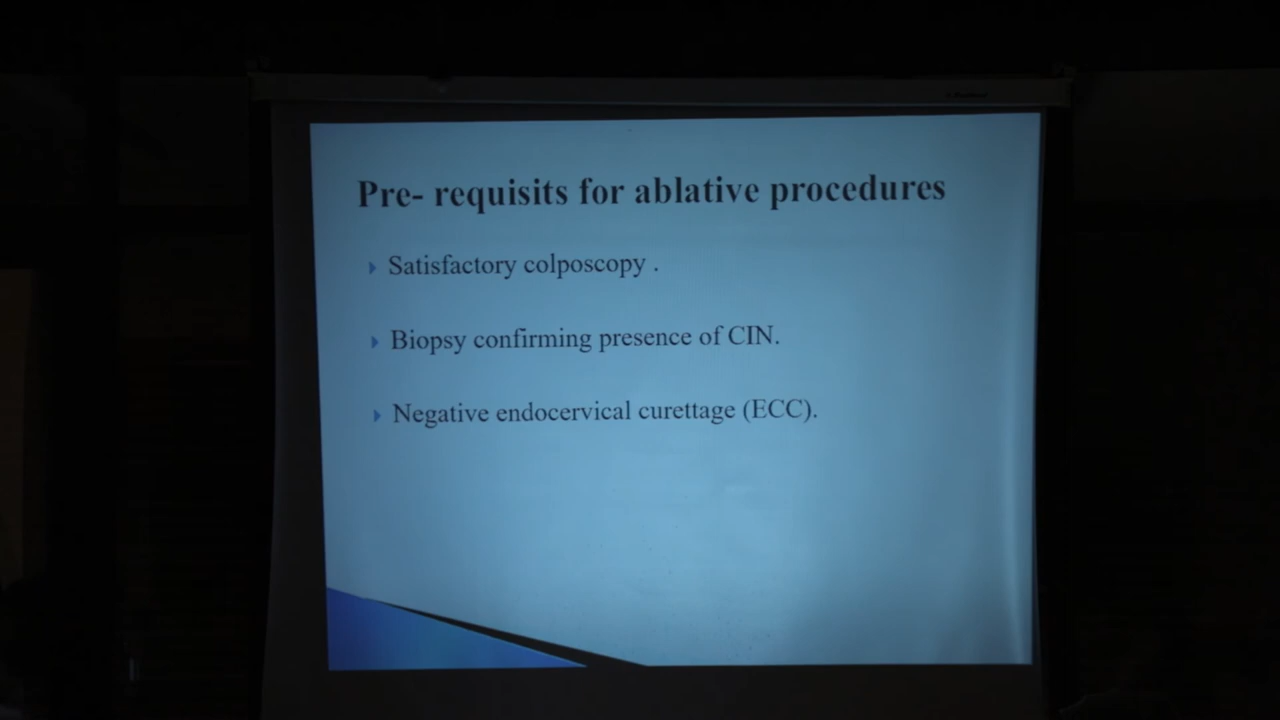 Pre- requisits for ablative procedures
Satisfactory colposcopy .
Biopsy confirming presence of CIN.
Negative endocervical curettage (ECC).